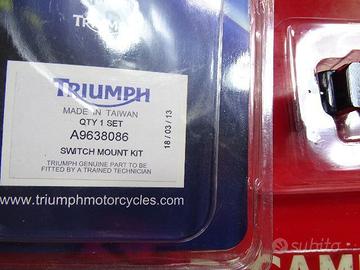 TRIUMPH
TRIUMPH
MADE IN TAIWAN
QTY 1 SET
A9638086
18 / 03 / 13
SWITCH MOUNT KIT
TRIUMPH GENUINE PART TO BE
FITTED BY A TRAINED TECHNICIAN
www.triumphmotorcycles.com
subito